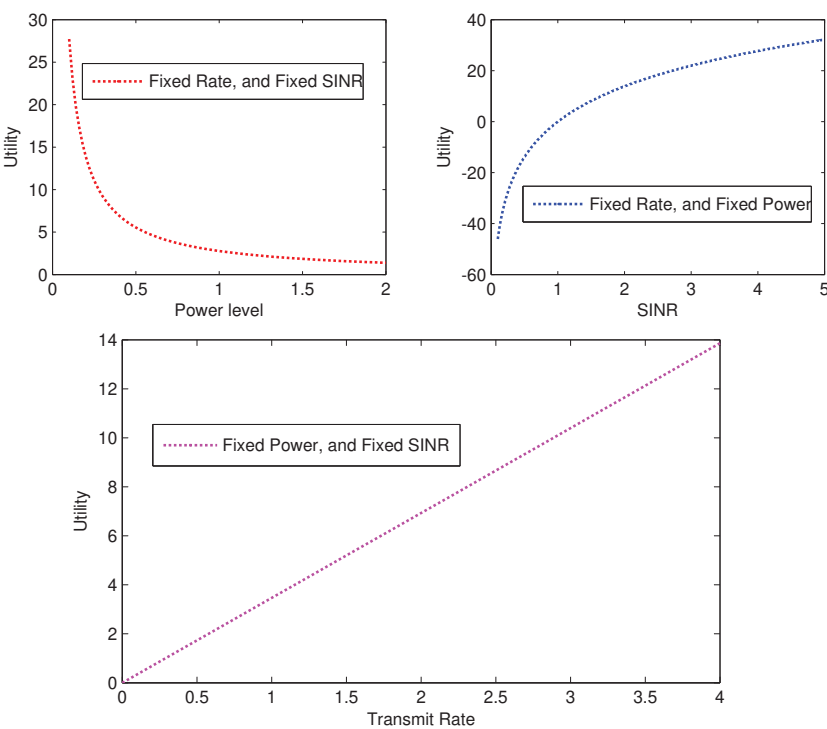 30
25
20
15
10
5
0
Utility
Fixed Rate, and Fixed SINR
0 0.5 1 1.5 2
Power level
40
20
0
-20
-40
-60
Utility
Fixed Rate, and Fixed Power
0 1 2 3 4 5
SINR
14
12
10
8
6
4
2
0
Utility
Fixed Power, and Fixed SINR
0 0.5 1 1.5 2 2.5 3 3.5 4
Transmit Rate